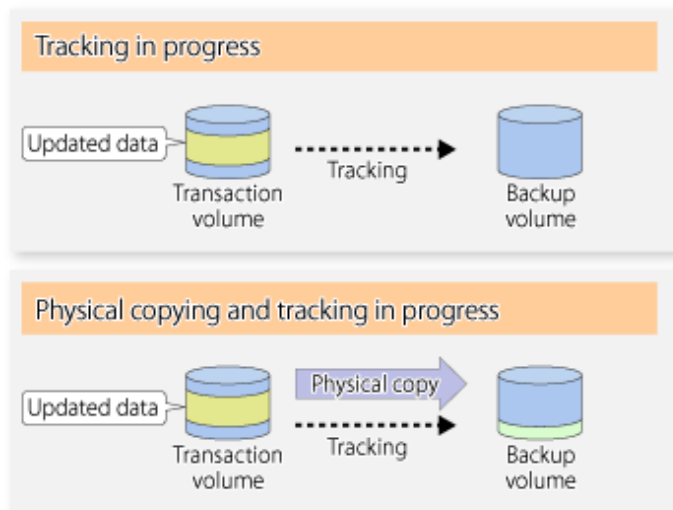 Tracking in progress
Updated data
Tracking
Transaction
volume
Backup
volume
Physical copying and tracking in progress
Physical copy
Updated data
Tracking
Transaction
volume
Backup
volume